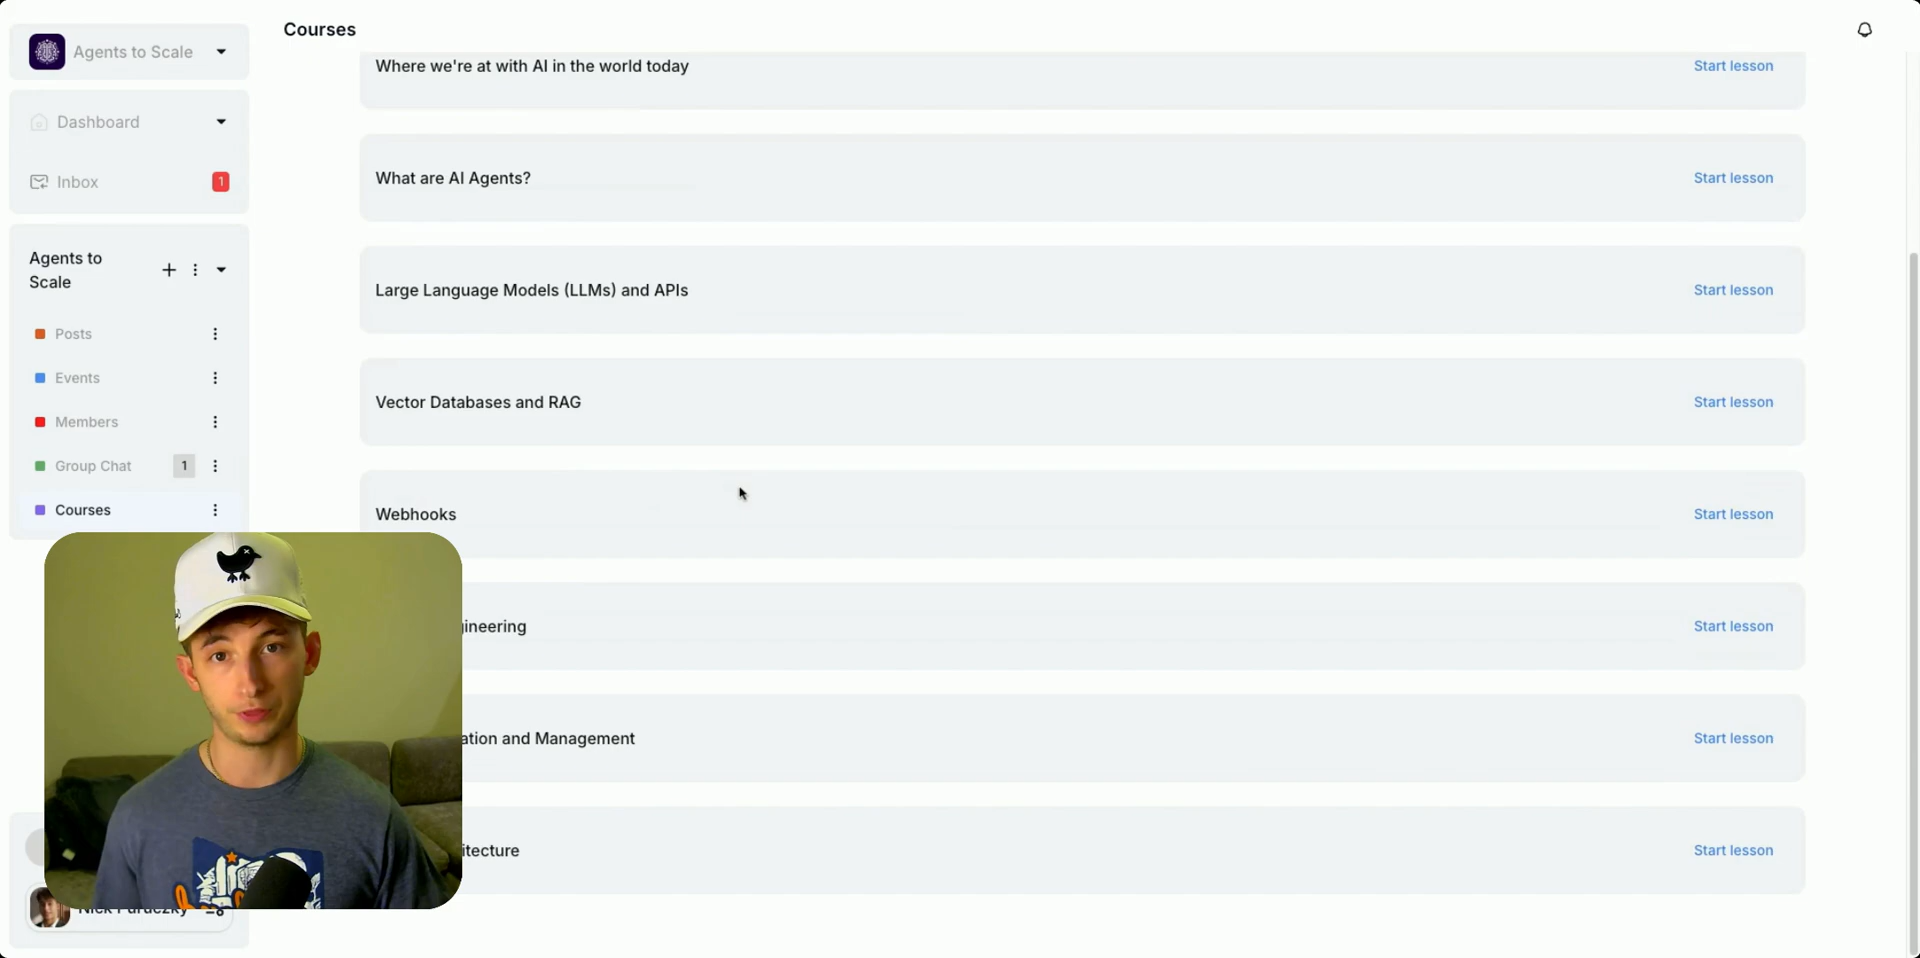 Agents to Scale
Courses
Where we're at with AI in the world today
Start lesson
Dashboard
Inbox
1
What are AI Agents?
Start lesson
Agents to
Scale
Large Language Models (LLMs) and APIs
Start lesson
Posts
Events
Members
Vector Databases and RAG
Start lesson
Group Chat
1
Courses
Webhooks
Start lesson
gineering
Start lesson
ation and Management
Start lesson
itecture
Start lesson
Nick